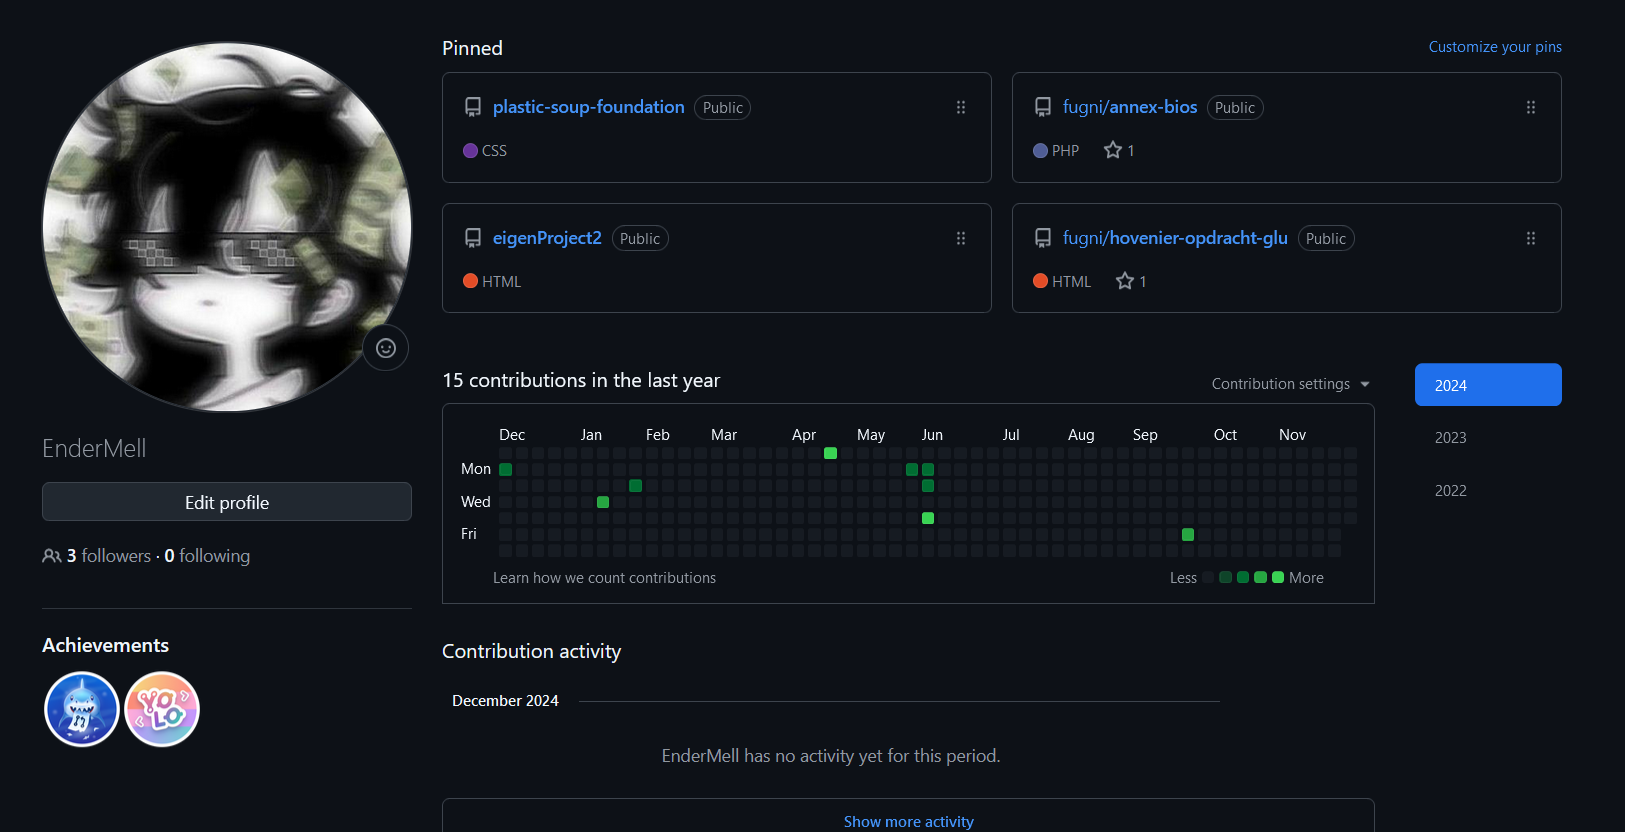 Pinned
Customize your pins
plastic-soup-foundation Public
CSS
fugni/annex-bios Public
PHP 1
eigenProject2 Public
HTML
fugni/hovenier-opdracht-glu Public
HTML 1
EnderMell
Edit profile
3 followers · 0 following
Achievements
YOLO
15 contributions in the last year
Contribution settings
2024
2023
2022
Dec Jan Feb Mar Apr May Jun Jul Aug Sep Oct Nov
Mon
Wed
Fri
Learn how we count contributions
Less More
Contribution activity
December 2024
EnderMell has no activity yet for this period.
Show more activity